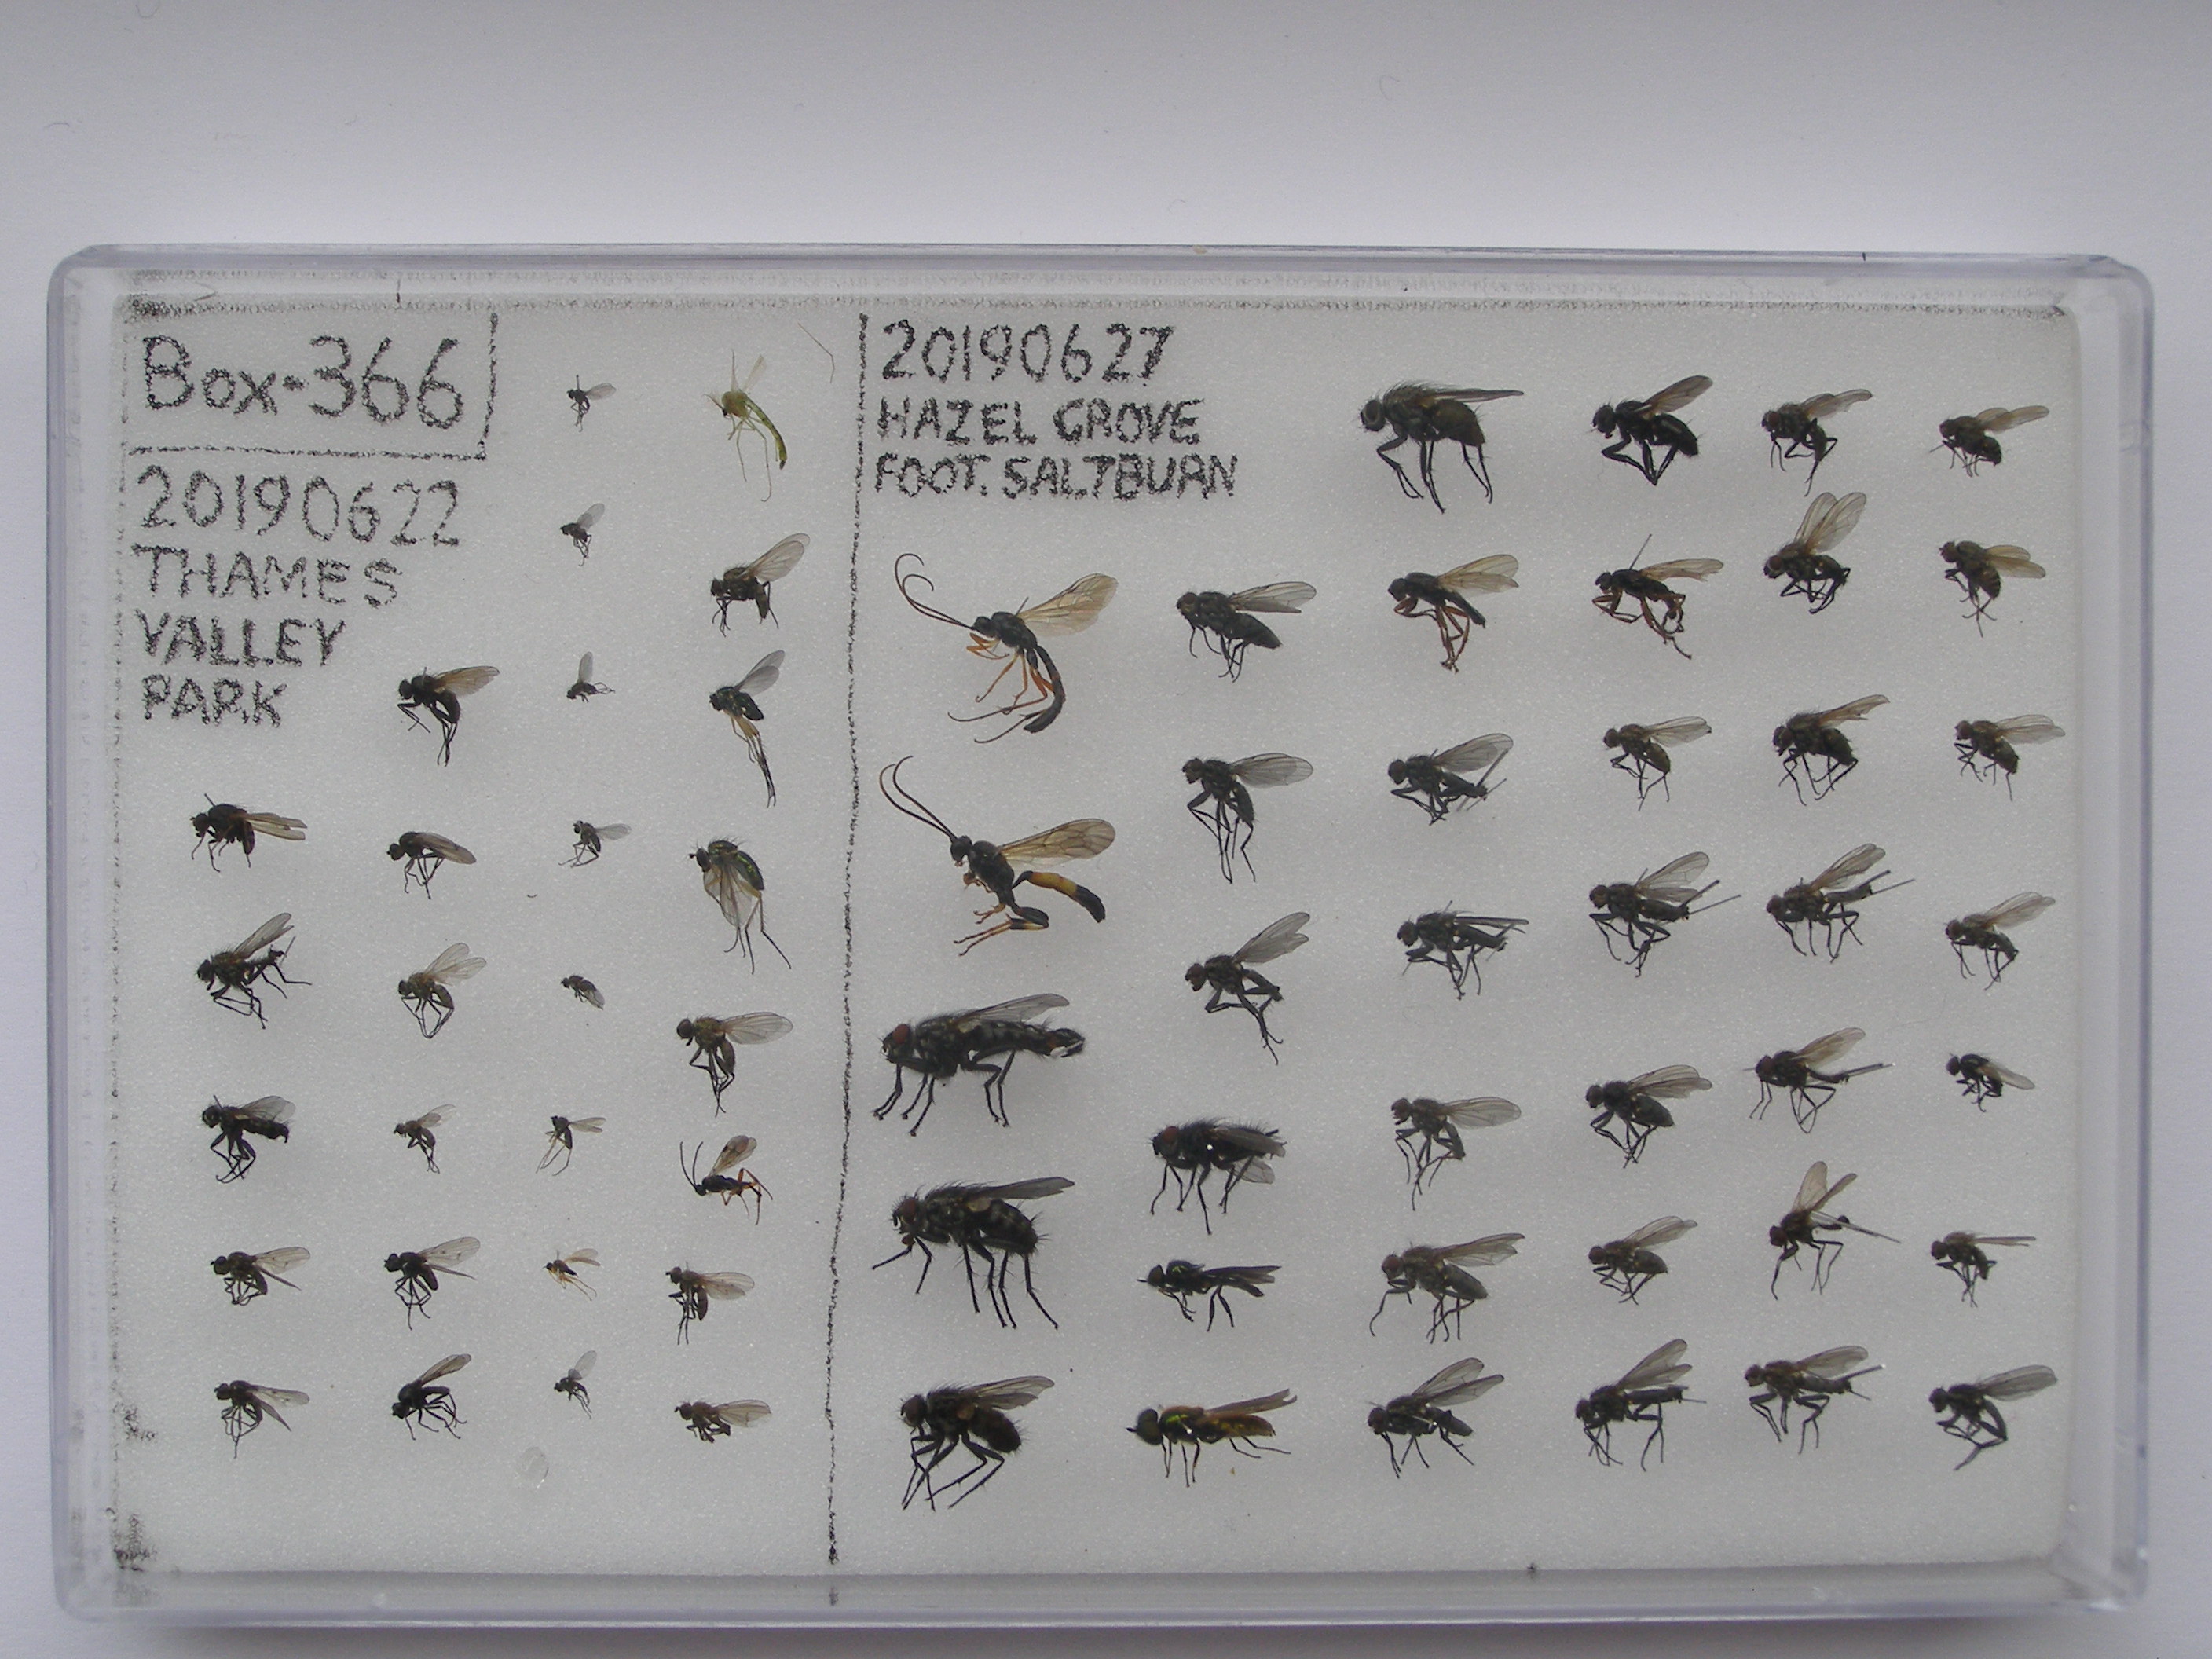 Box-366
20190622
THAMES
VALLEY
PARK
20190627
HAZEL GROVE
FOOT. SALTBURN